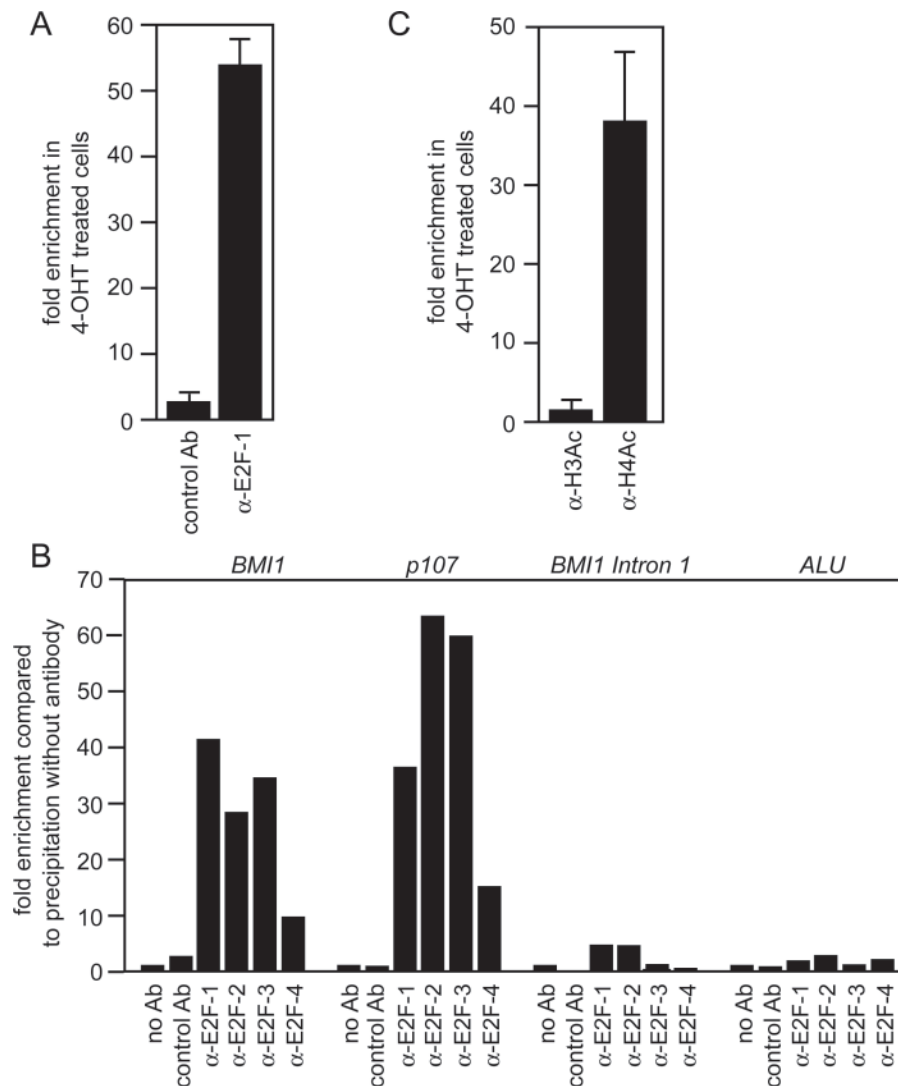 A
fold enrichment in
4-OHT treated cells
60
50
40
30
20
10
0
control Ab
α-E2F-1
C
fold enrichment in
4-OHT treated cells
50
40
30
20
10
0
α-H3Ac
α-H4Ac
B
BMI1
p107
BMI1 Intron 1
ALU
fold enrichment compared
to precipitation without antibody
70
60
50
40
30
20
10
0
no Ab
control Ab
α-E2F-1
α-E2F-2
α-E2F-3
α-E2F-4
no Ab
control Ab
α-E2F-1
α-E2F-2
α-E2F-3
α-E2F-4
no Ab
control Ab
α-E2F-1
α-E2F-2
α-E2F-3
α-E2F-4
no Ab
control Ab
α-E2F-1
α-E2F-2
α-E2F-3
α-E2F-4